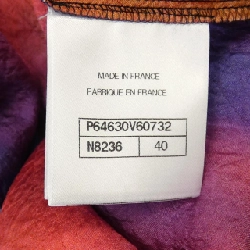 MADE IN FRANCE
FABRIQUE EN FRANCE
P64630V60732
N8236 40